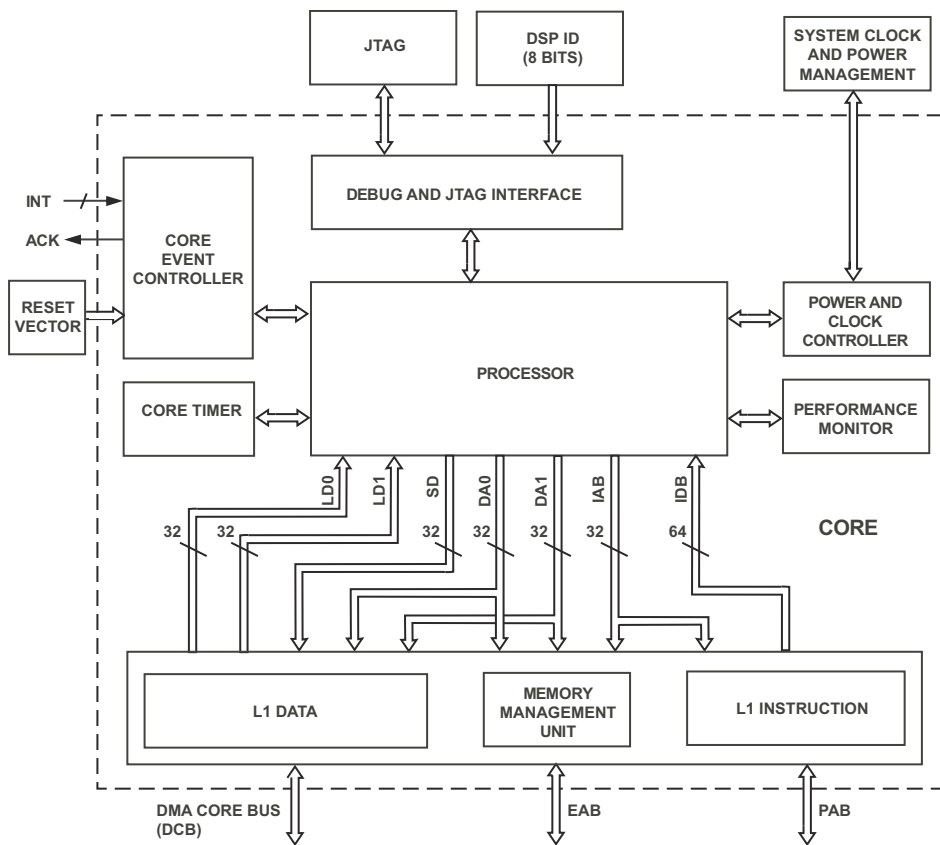 JTAG
DSP ID
(8 BITS)
SYSTEM CLOCK
AND POWER
MANAGEMENT
DEBUG AND JTAG INTERFACE
INT
ACK
CORE
EVENT
CONTROLLER
RESET
VECTOR
POWER AND
CLOCK
CONTROLLER
PROCESSOR
CORE TIMER
PERFORMANCE
MONITOR
LD0
LD1
SD
DA0
DA1
IAB
IDB
32
32
32
32
32
32
64
CORE
L1 DATA
MEMORY
MANAGEMENT
UNIT
L1 INSTRUCTION
DMA CORE BUS
(DCB)
EAB
PAB